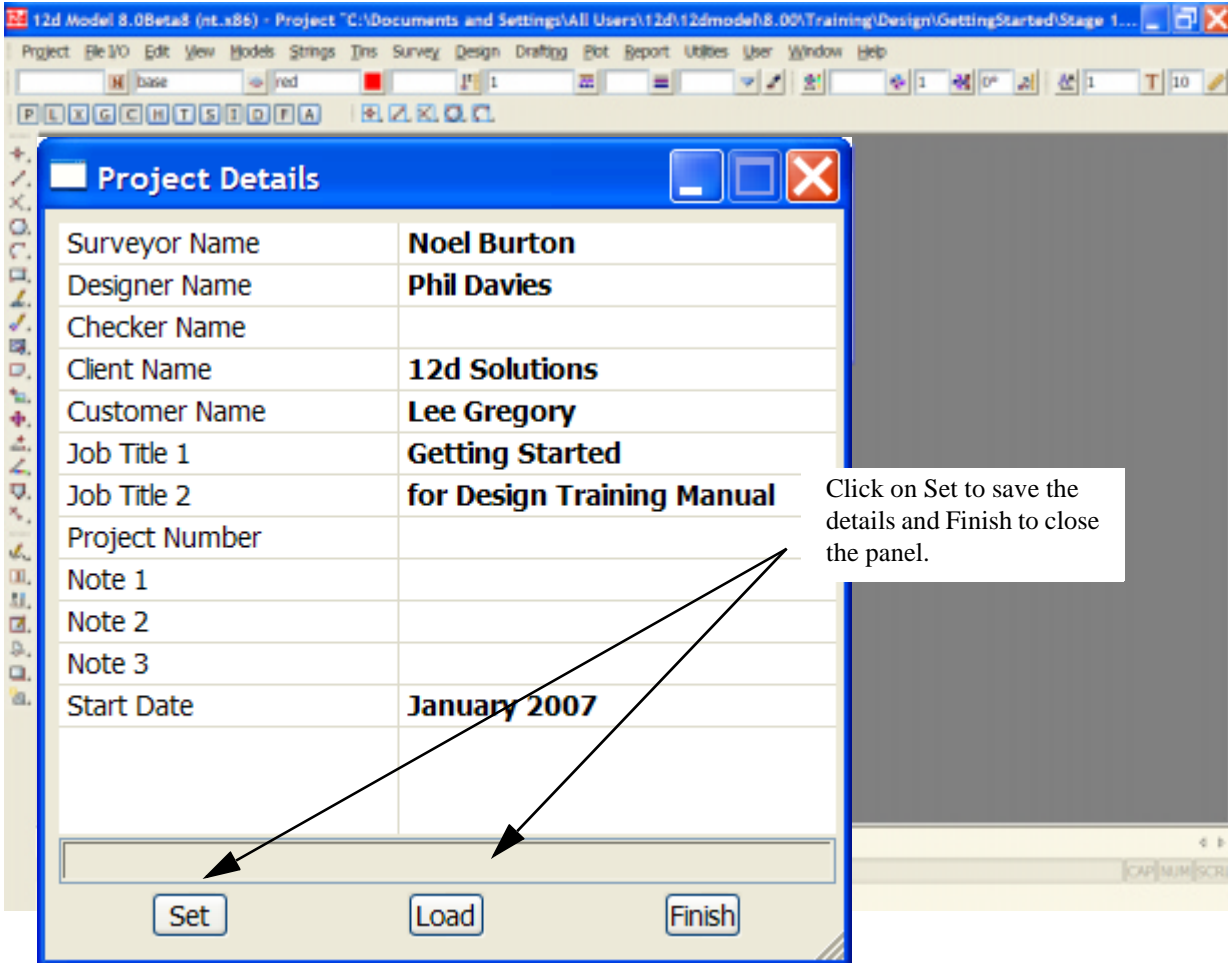 12d Model 8.0Beta8 (nt.x86) - Project "C:\Documents and Settings\All Users\12d\12dmodel\8.00\Training\Design\GettingStarted\Stage 1...
Project File I/O Edit View Models Strings Tins Survey Design Drafting Plot Report Utilities User Window Help
base red 1 1 0° 1 T 10
P L X G C H T S I D F A
Project Details
Surveyor Name Noel Burton
Designer Name Phil Davies
Checker Name
Client Name 12d Solutions
Customer Name Lee Gregory
Job Title 1 Getting Started
Job Title 2 for Design Training Manual
Project Number
Note 1
Note 2
Note 3
Start Date January 2007
Click on Set to save the
details and Finish to close
the panel.
CAP NUM SCR
Set Load Finish